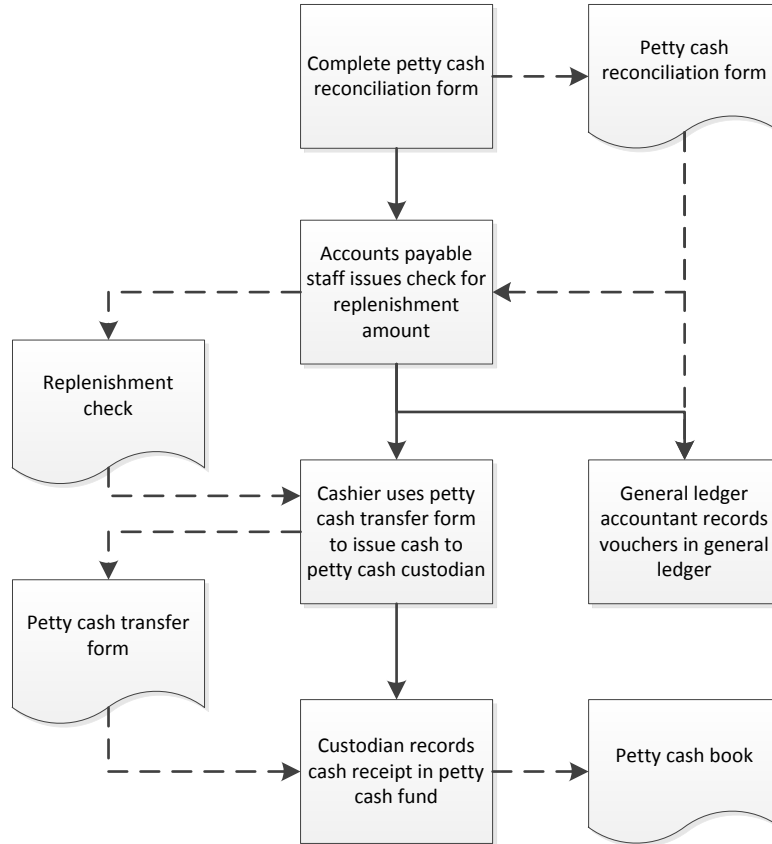 Complete petty cash
reconciliation form
Petty cash
reconciliation form
Accounts payable
staff issues check for
replenishment
amount
Replenishment
check
Cashier uses petty
cash transfer form
to issue cash to
petty cash custodian
General ledger
accountant records
vouchers in general
ledger
Petty cash transfer
form
Custodian records
cash receipt in petty
cash fund
Petty cash book